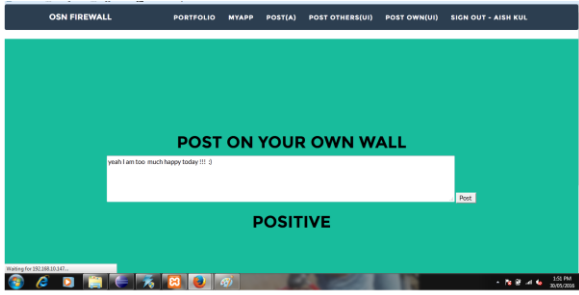 OSN FIREWALL PORTFOLIO MYAPP POST(A) POST OTHERS(UI) POST OWN(UI) SIGN OUT - AISH KUL
POST ON YOUR OWN WALL
yeah I am too much happy today !!! :)
Post
POSITIVE
Waiting for 192.168.10.147...
1:51 PM
30/05/2016